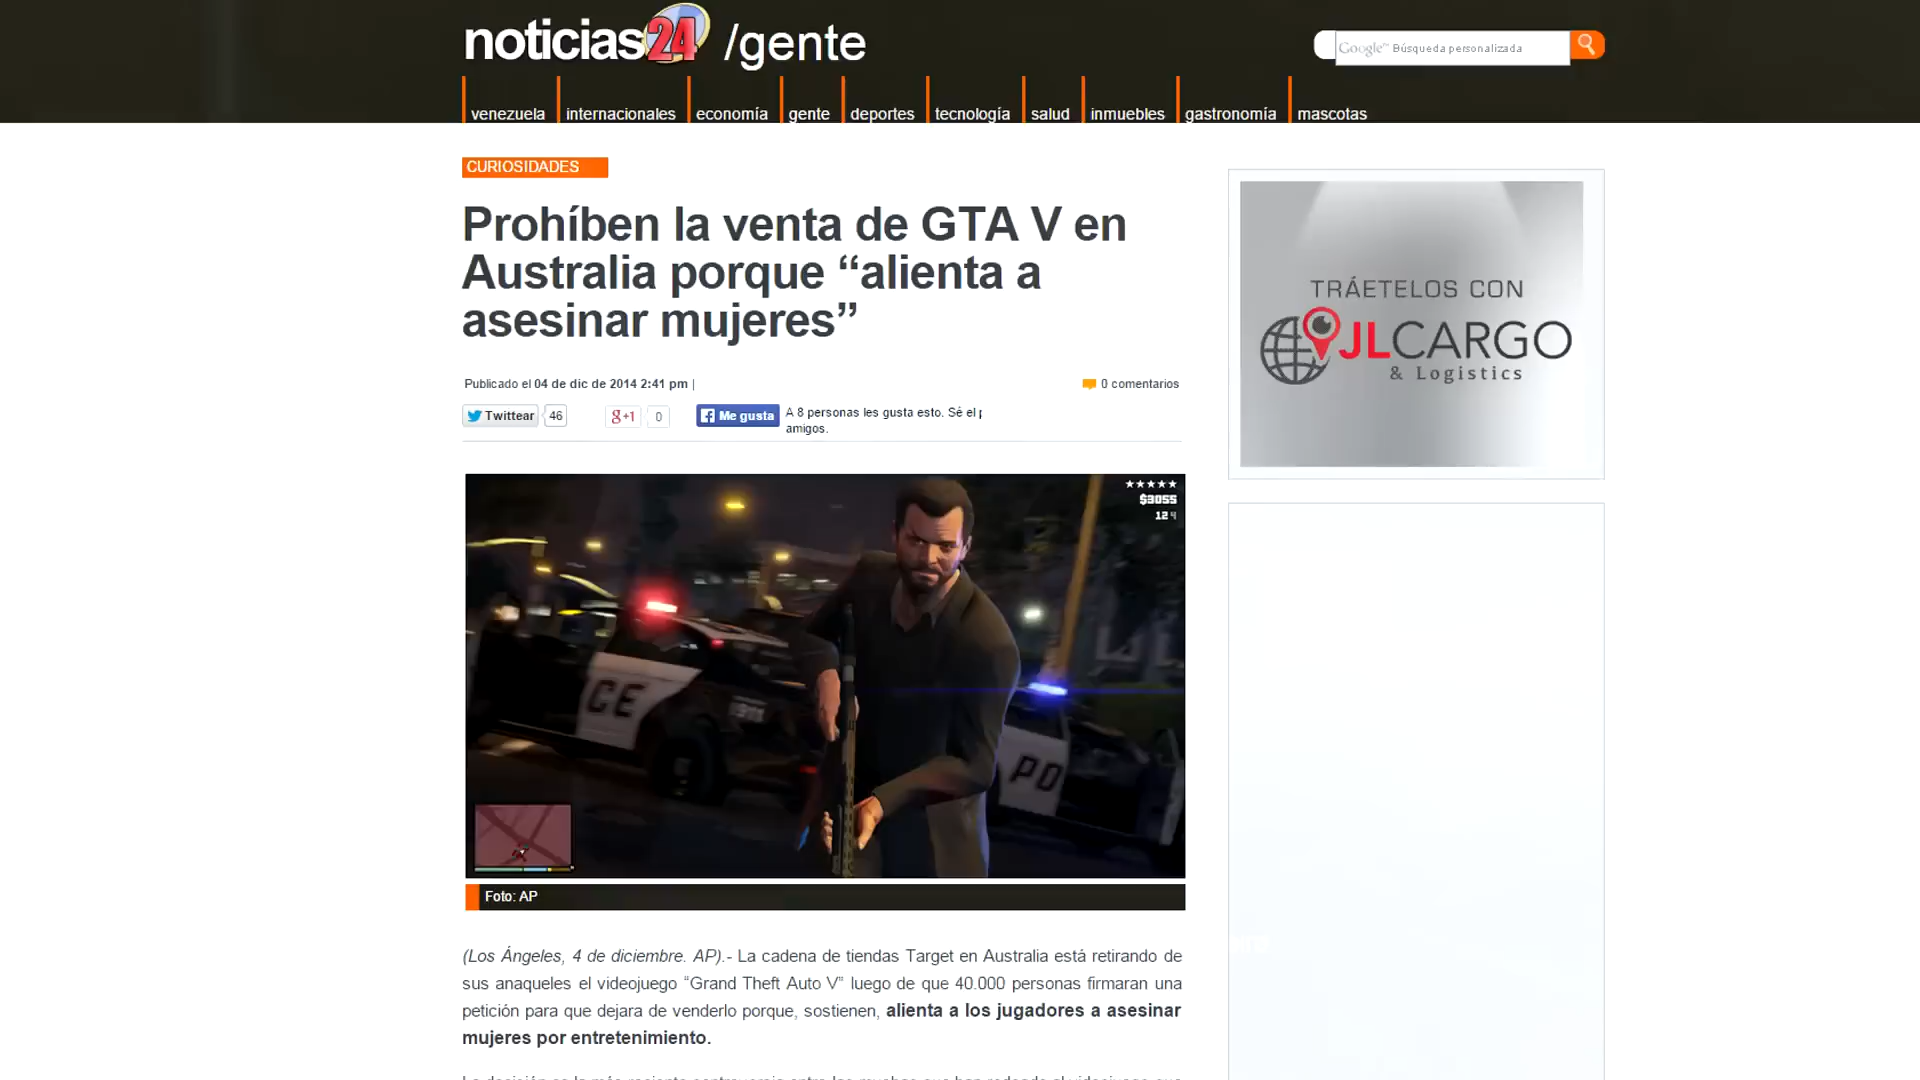 noticias24 /gente
Google™ Búsqueda personalizada
venezuela internacionales economía gente deportes tecnología salud inmuebles gastronomía mascotas
CURIOSIDADES
Prohíben la venta de GTA V en
Australia porque “alienta a
asesinar mujeres”
Publicado el 04 de dic de 2014 2:41 pm |
0 comentarios
Twittear 46
g+1 0
Me gusta
A 8 personas les gusta esto. Sé el
amigos.
TRÁETELOS CON
JLCARGO
& Logistics
★★★★★
$3055
12 4
CE
PO
Foto: AP
(Los Ángeles, 4 de diciembre. AP).- La cadena de tiendas Target en Australia está retirando de
sus anaqueles el videojuego “Grand Theft Auto V” luego de que 40.000 personas firmaran una
petición para que dejara de venderlo porque, sostienen, alienta a los jugadores a asesinar
mujeres por entretenimiento.